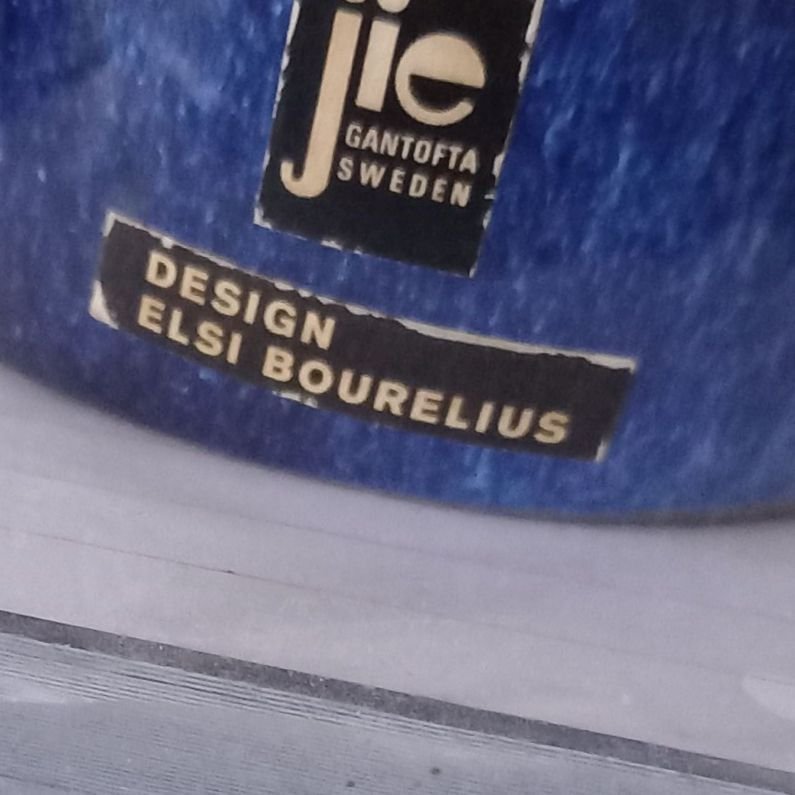 jie
GANTOFTA
SWEDEN
DESIGN
ELSI BOURELIUS